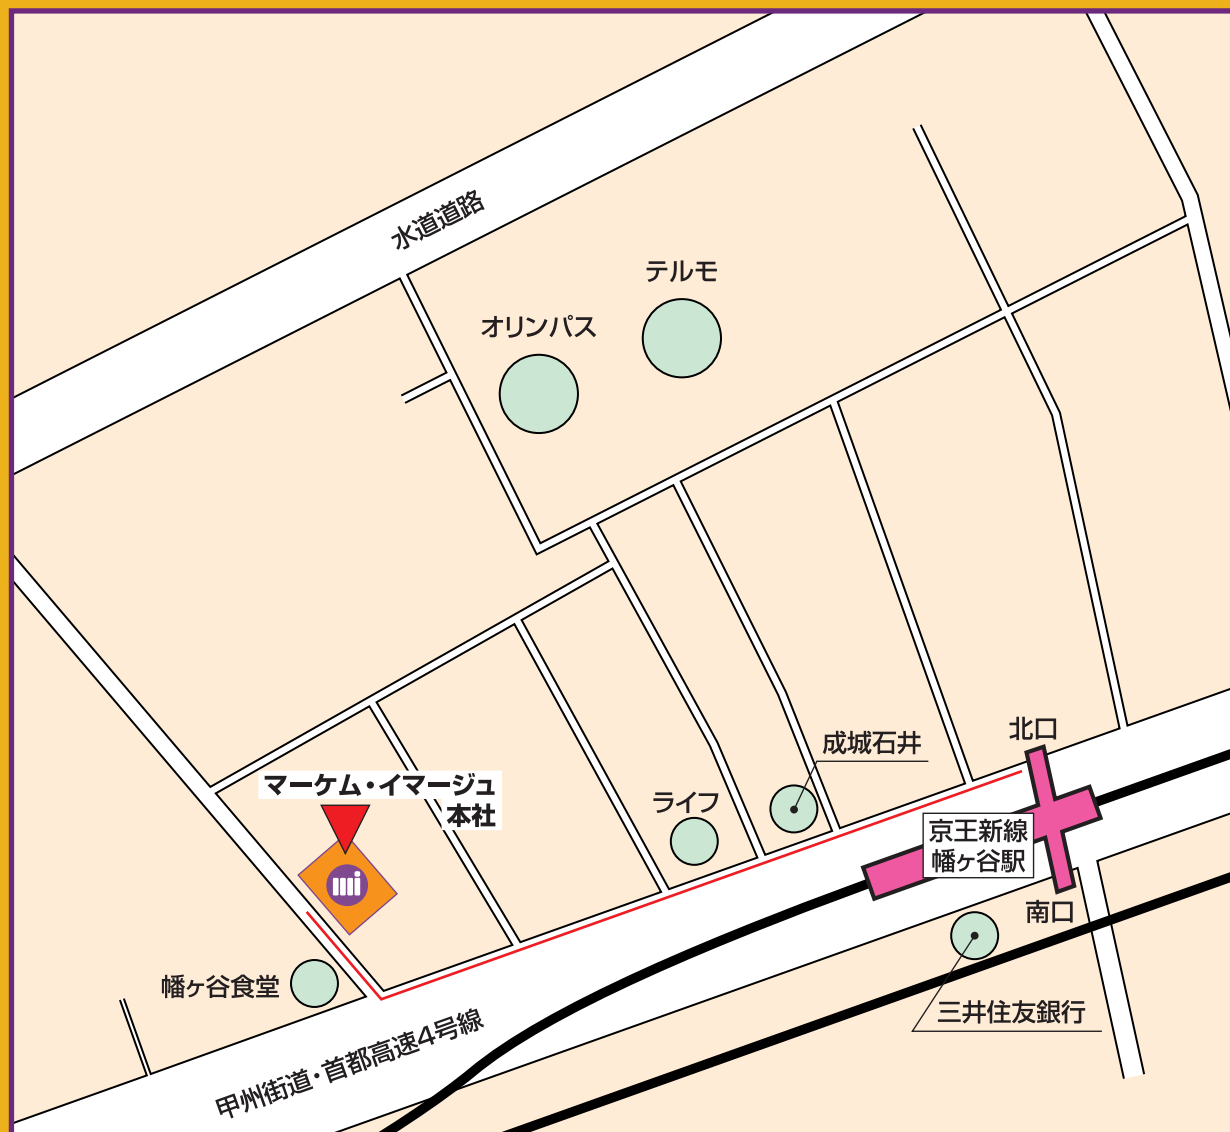 水道道路
テルモ
オリンパス
北口
成城石井
マーケム・イマージュ
本社
ライフ
京王新線
幡ヶ谷駅
南口
幡ヶ谷食堂
三井住友銀行
甲州街道・首都高速4号線